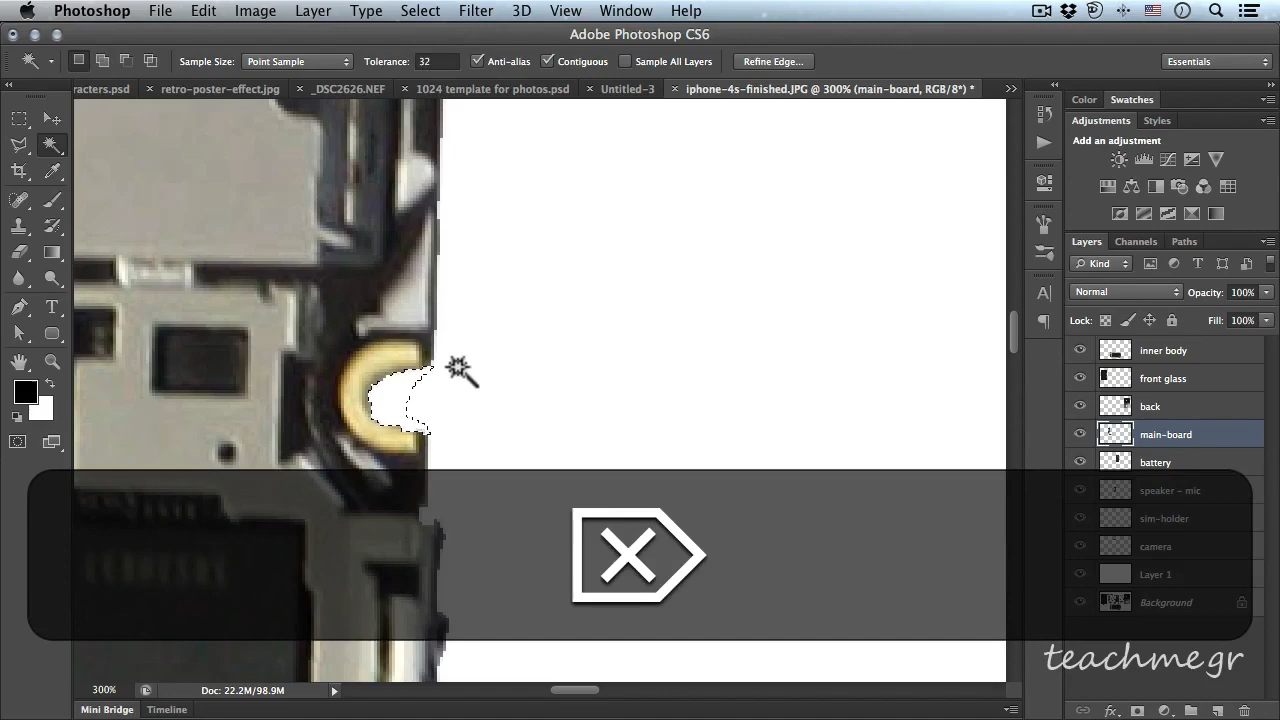 Photoshop File Edit Image Layer Type Select Filter 3D View Window Help
Adobe Photoshop CS6
Sample Size: Point Sample Tolerance: 32 Anti-alias Contiguous Sample All Layers Refine Edge... Essentials
racters.psd × retro-poster-effect.jpg × _DSC2626.NEF × 1024 template for photos.psd × Untitled-3 × iphone-4s-finished.JPG @ 300% (main-board, RGB/8*) *
Color Swatches
Adjustments Styles
Add an adjustment
Layers Channels Paths
Kind
Normal Opacity: 100%
Lock: Fill: 100%
inner body
front glass
back
main-board
battery
speaker - mic
sim-holder
camera
Layer 1
Background
teachme.gr
300% Doc: 22.2M/98.9M
Mini Bridge Timeline